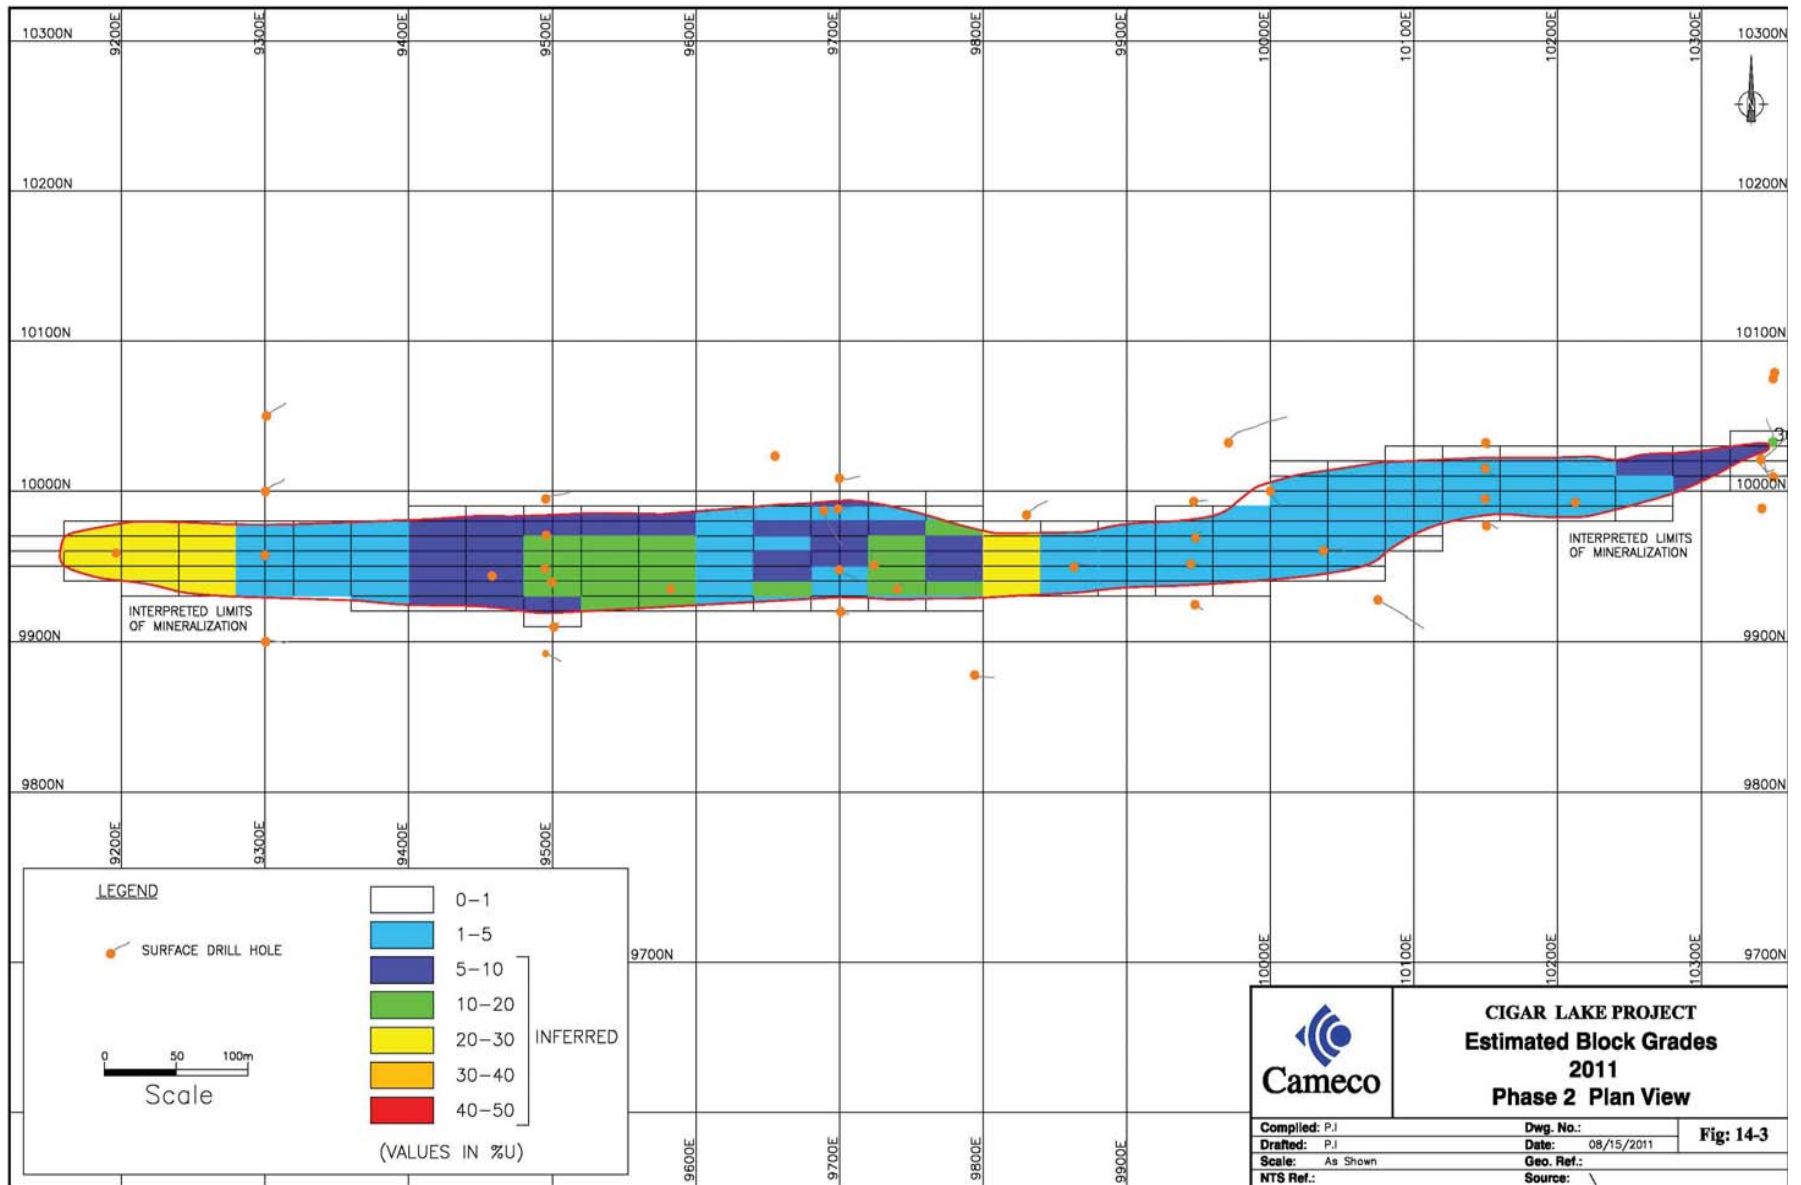 9200E 9300E 9400E 9500E 9600E 9700E 9800E 9900E 10000E 10100E 10200E 10300E
10300N 10300N
10200N 10200N
10100N 10100N
10000N 10000N
INTERPRETED LIMITS
OF MINERALIZATION
INTERPRETED LIMITS
OF MINERALIZATION
9900N 9900N
9800N 9800N
9200E 9300E 9400E 9500E
LEGEND
SURFACE DRILL HOLE
0 50 100m
Scale
0-1
1-5
5-10
10-20
20-30
30-40
40-50
INFERRED
(VALUES IN %U)
9700N 9700N
9600E 9700E 9900E 10000E 10100E 10200E 10300E
Cameco
CIGAR LAKE PROJECT
Estimated Block Grades
2011
Phase 2 Plan View
Compiled: P.I Dwg. No.:
Drafted: P.I Date: 08/15/2011
Fig: 14-3
Scale: As Shown Geo. Ref.:
NTS Ref.: Source: \